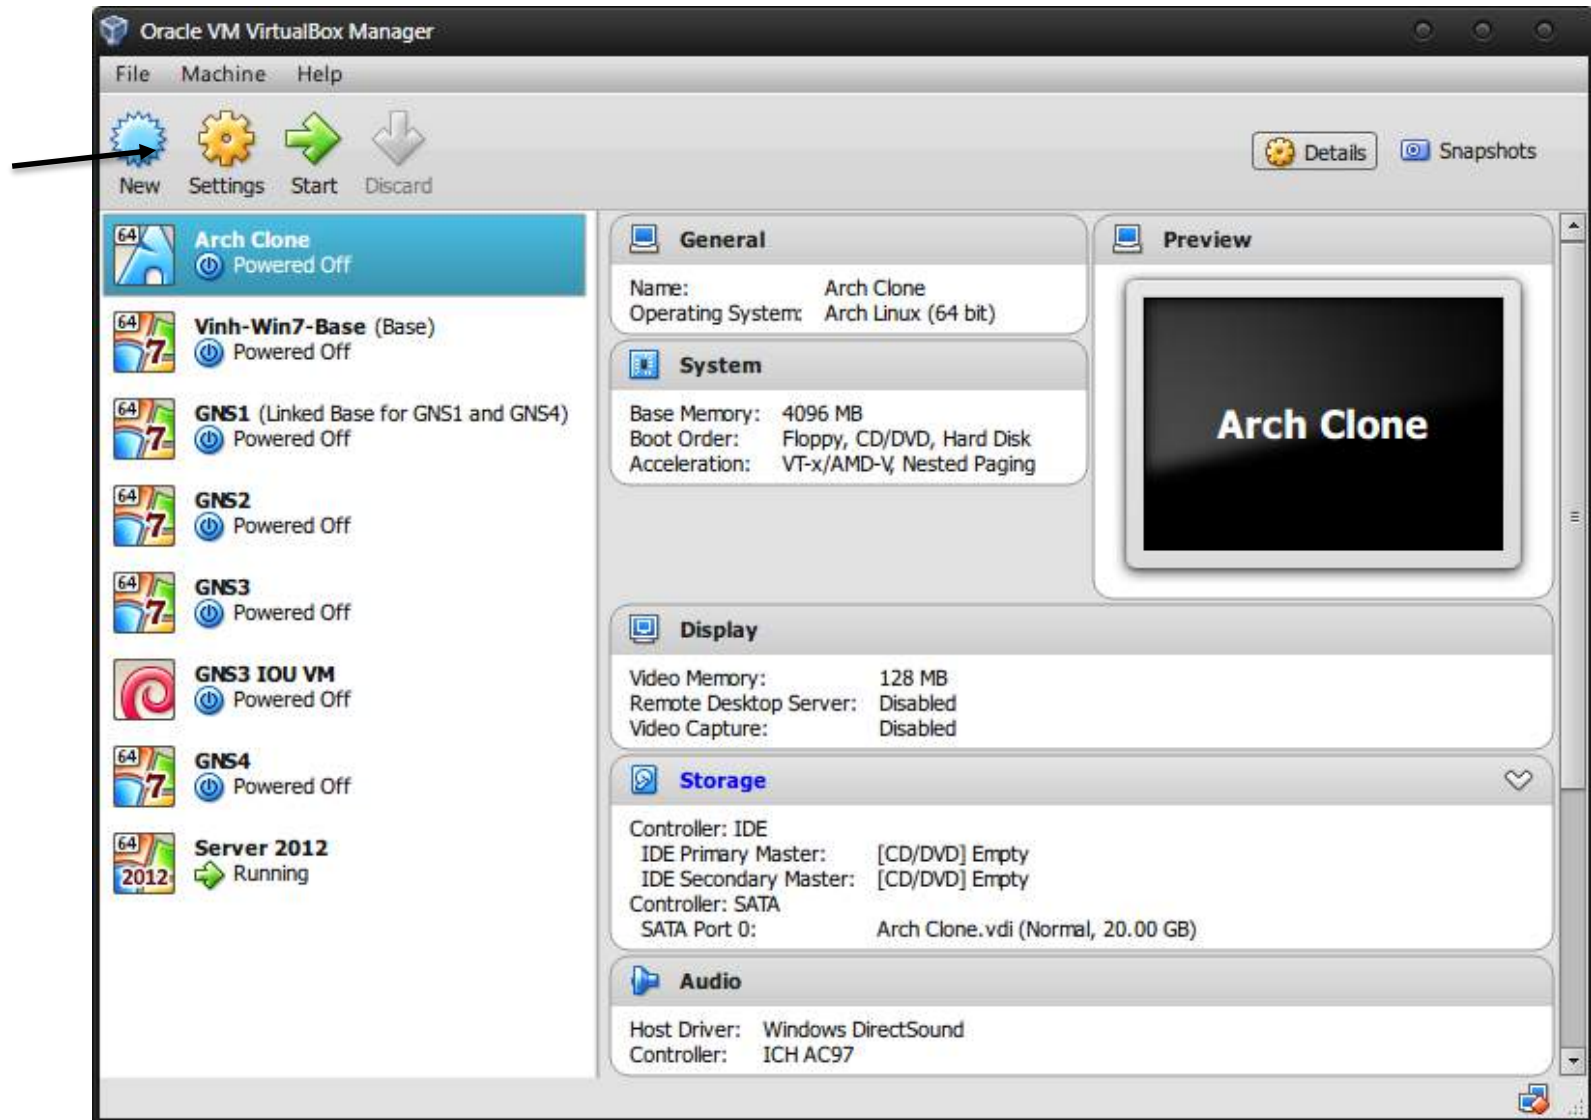 Oracle VM VirtualBox Manager
File Machine Help
New Settings Start Discard
Details Snapshots
64
Arch Clone
Powered Off
64
7
Vinh-Win7-Base (Base)
Powered Off
64
7
GNS1 (Linked Base for GNS1 and GNS4)
Powered Off
64
7
GNS2
Powered Off
64
7
GNS3
Powered Off
GNS3 IOU VM
Powered Off
64
7
GNS4
Powered Off
64
2012
Server 2012
Running
General
Name: Arch Clone
Operating System: Arch Linux (64 bit)
System
Base Memory: 4096 MB
Boot Order: Floppy, CD/DVD, Hard Disk
Acceleration: VT-x/AMD-V, Nested Paging
Preview
Arch Clone
Display
Video Memory: 128 MB
Remote Desktop Server: Disabled
Video Capture: Disabled
Storage
Controller: IDE
IDE Primary Master: [CD/DVD] Empty
IDE Secondary Master: [CD/DVD] Empty
Controller: SATA
SATA Port 0: Arch Clone.vdi (Normal, 20.00 GB)
Audio
Host Driver: Windows DirectSound
Controller: ICH AC97